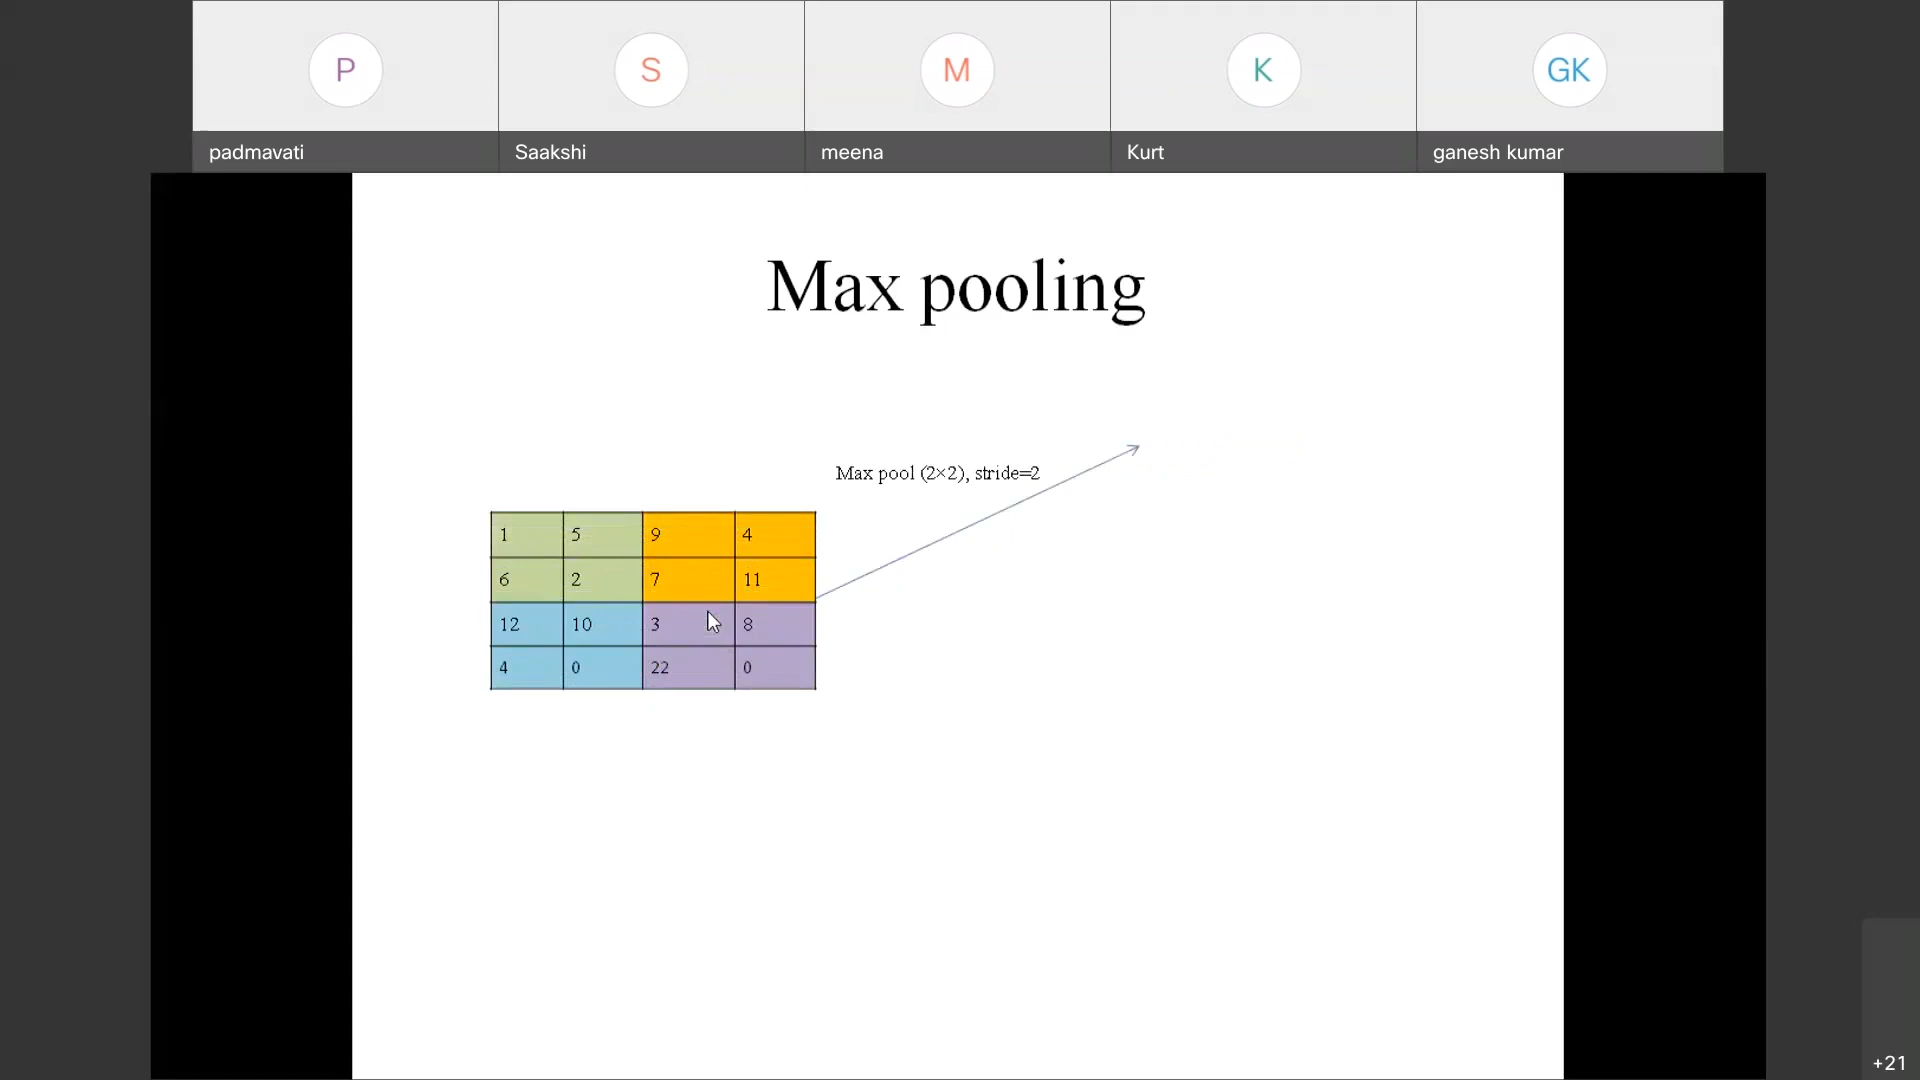 P S M K GK
padmavati Saakshi meena Kurt ganesh kumar
Max pooling
Max pool (2×2), stride=2
1 5 9 4
6 2 7 11
12 10 3 8
4 0 22 0
+21